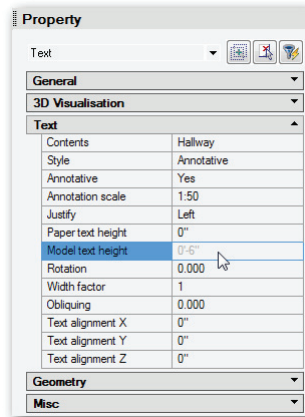 Property
Text
General
3D Visualisation
Text
Contents Hallway
Style Annotative
Annotative Yes
Annotation scale 1:50
Justify Left
Paper text height 0"
Model text height 0'-6"
Rotation 0.000
Width factor 1
Obliquing 0.000
Text alignment X 0"
Text alignment Y 0"
Text alignment Z 0"
Geometry
Misc